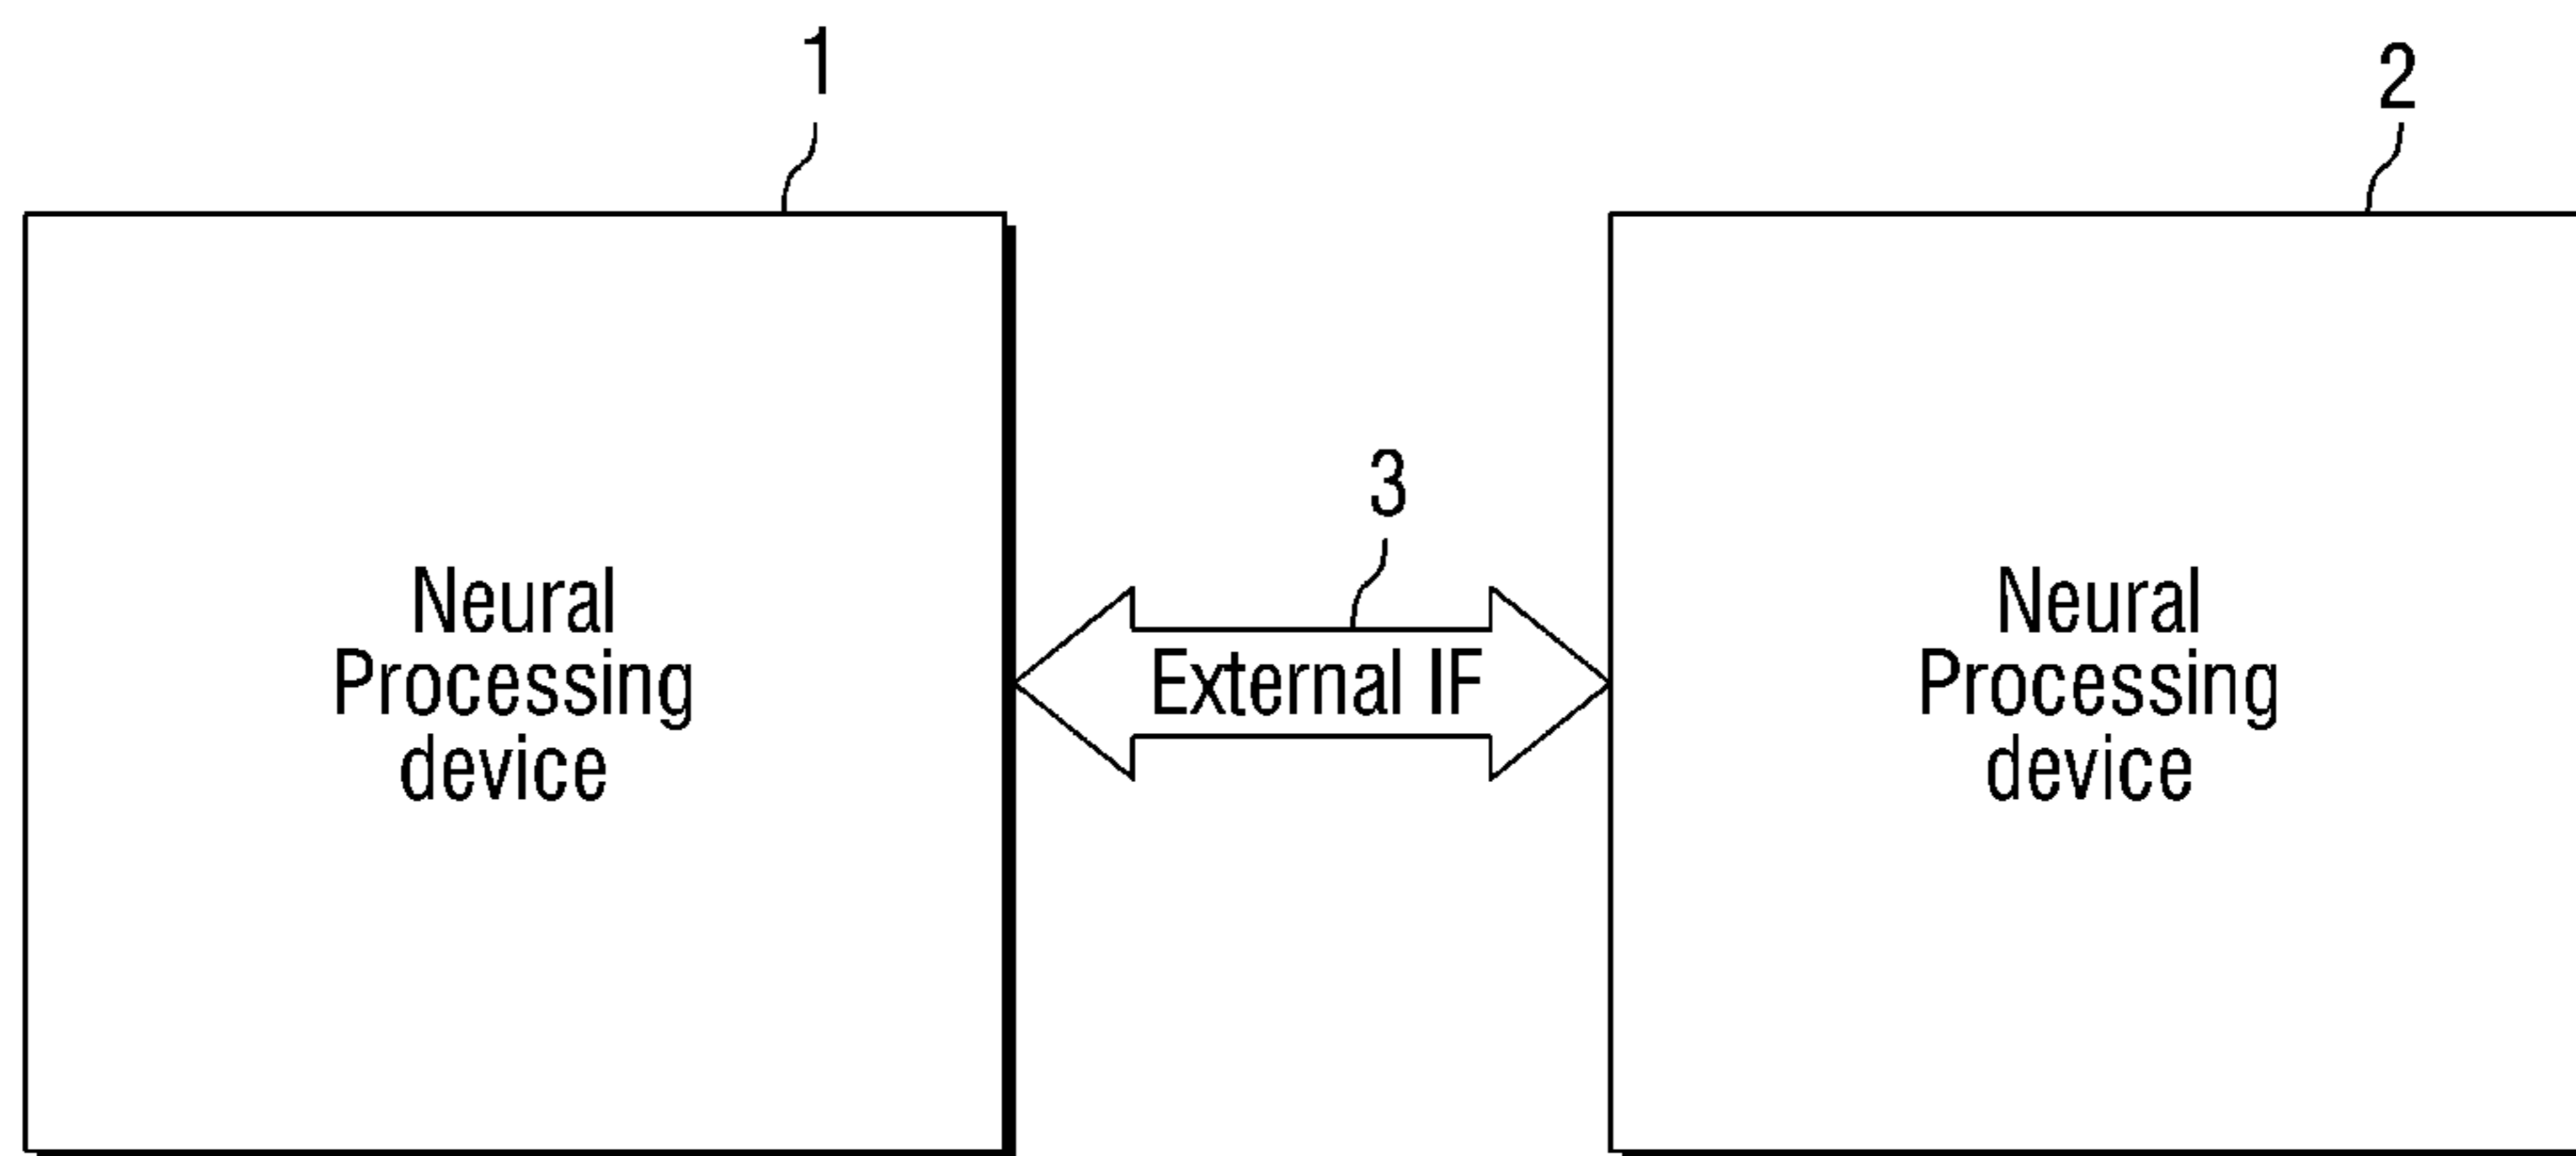 1
2
3
Neural
Processing
device
External IF
Neural
Processing
device